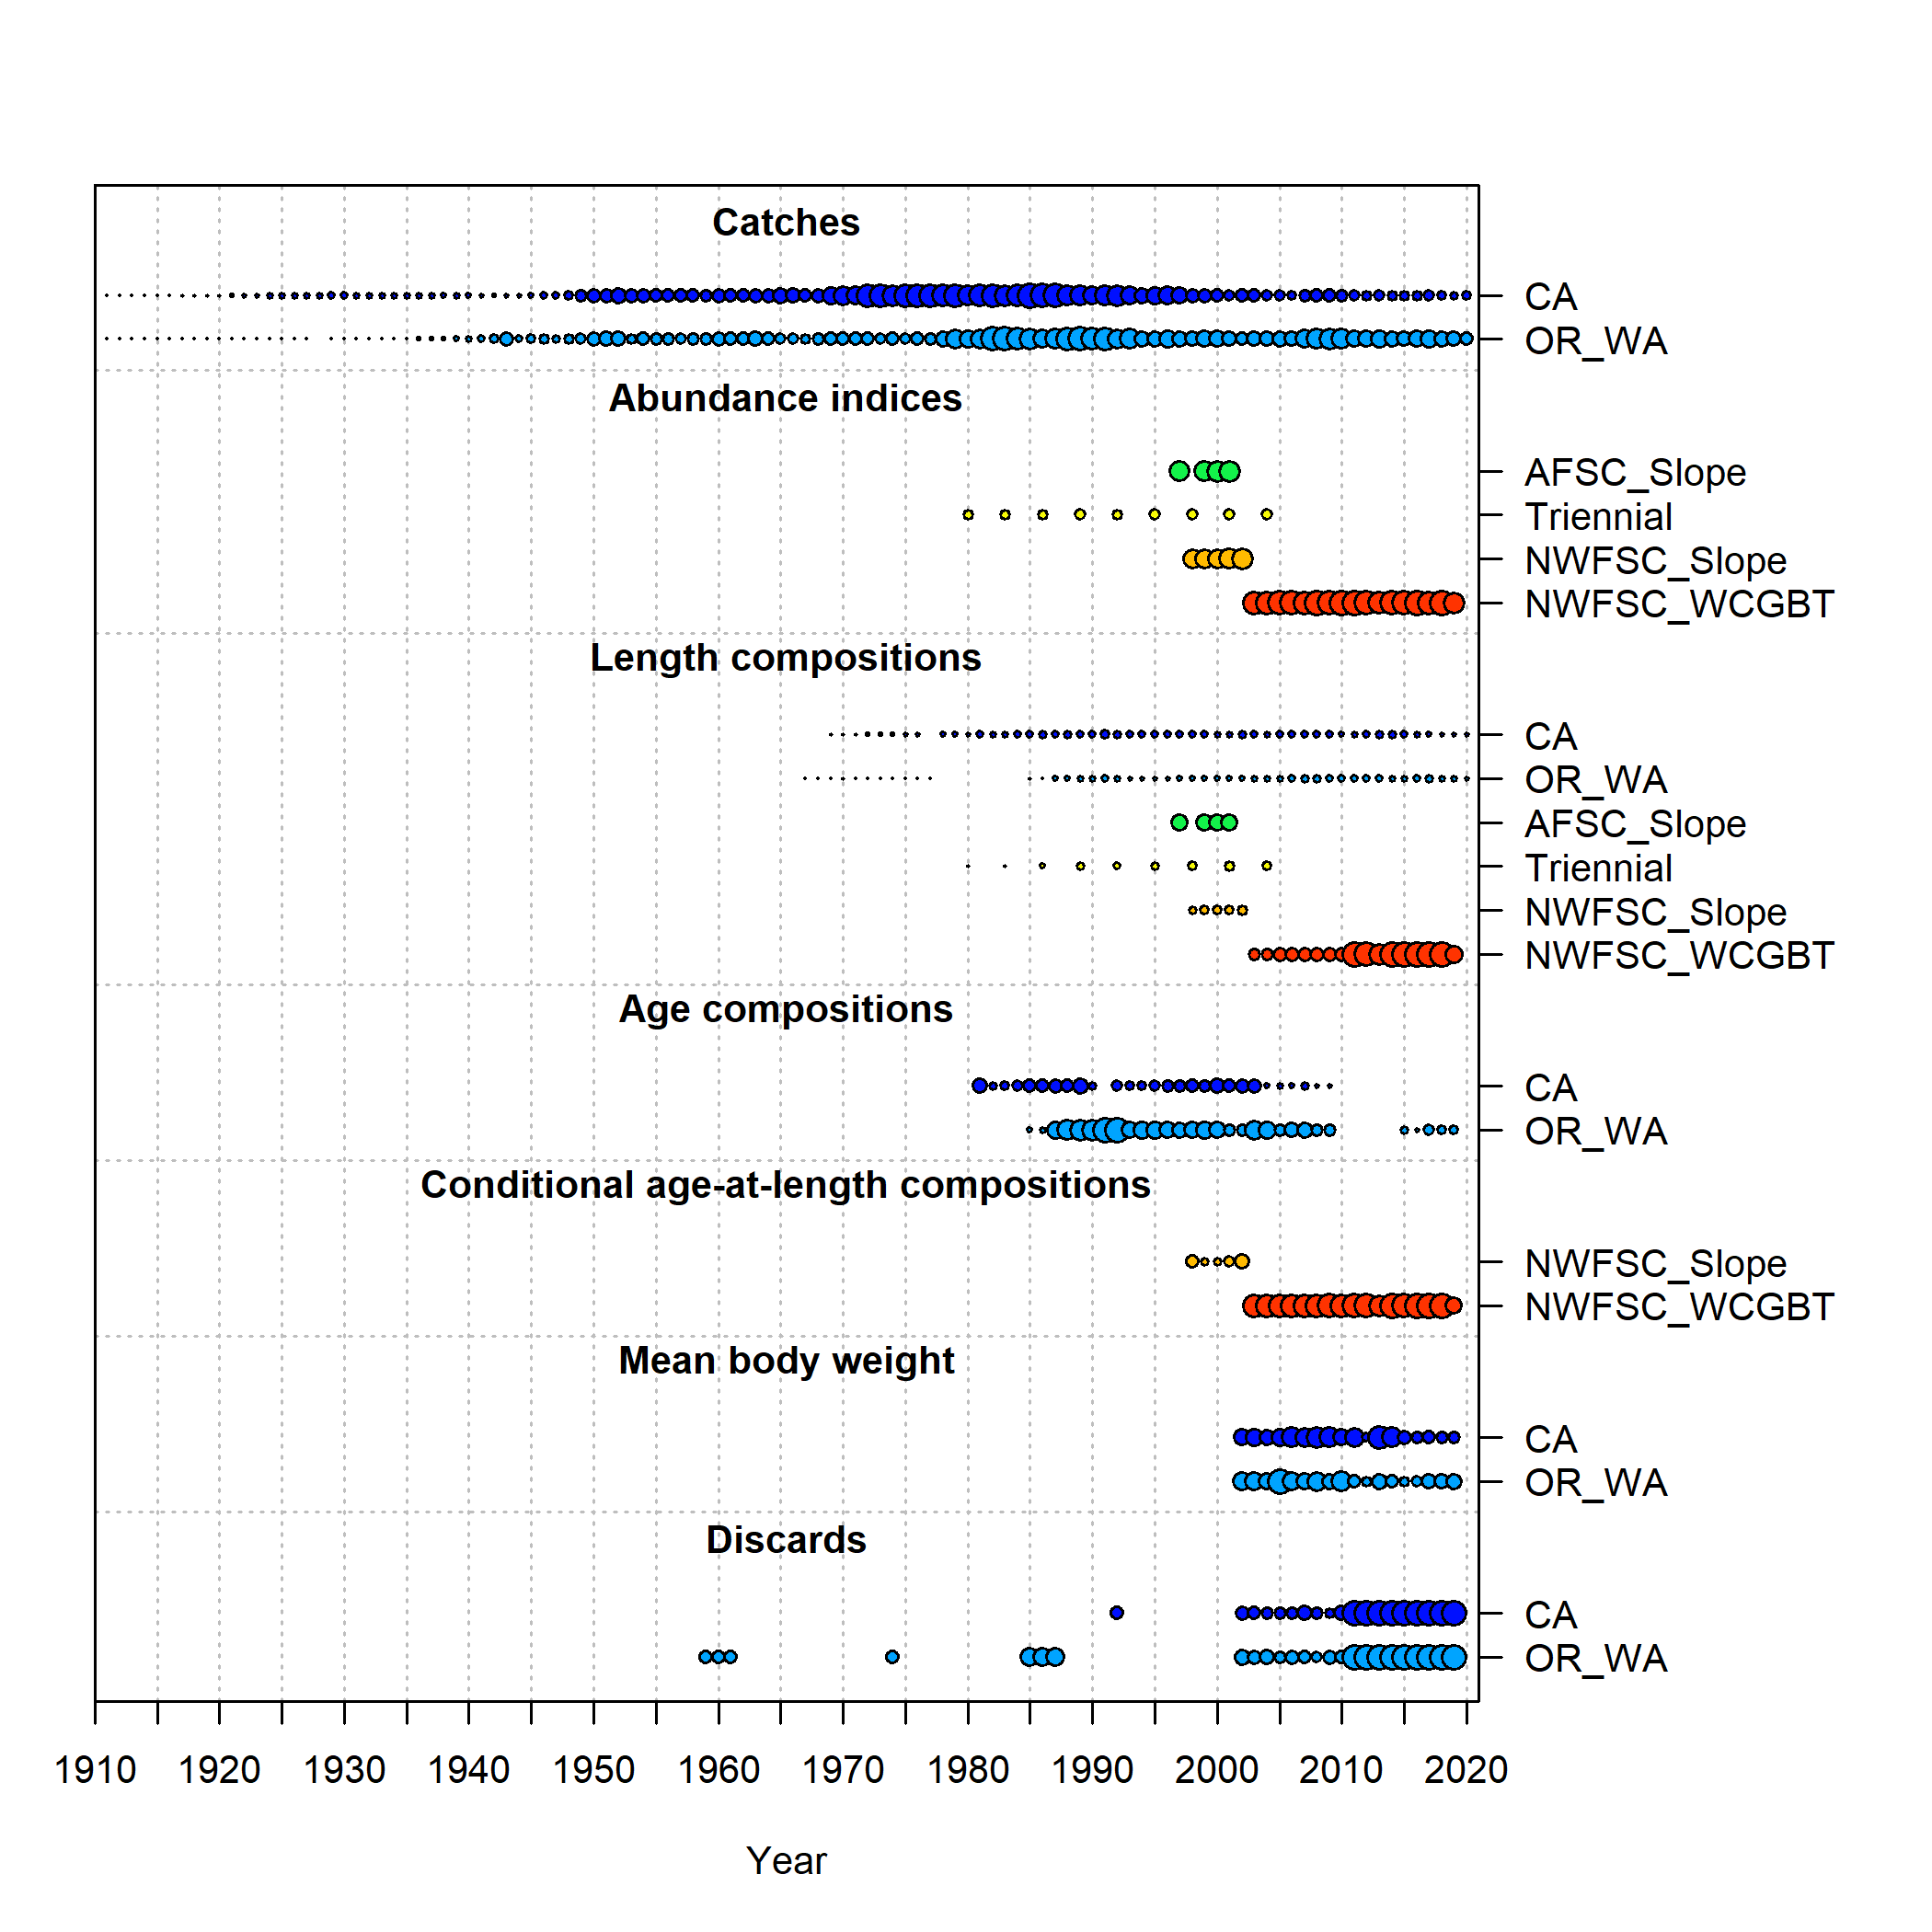 Catches
CA
OR_WA
Abundance indices
AFSC_Slope
Triennial
NWFSC_Slope
NWFSC_WCGBT
Length compositions
CA
OR_WA
AFSC_Slope
Triennial
NWFSC_Slope
NWFSC_WCGBT
Age compositions
CA
OR_WA
Conditional age-at-length compositions
NWFSC_Slope
NWFSC_WCGBT
Mean body weight
CA
OR_WA
Discards
CA
OR_WA
1910 1920 1930 1940 1950 1960 1970 1980 1990 2000 2010 2020
Year